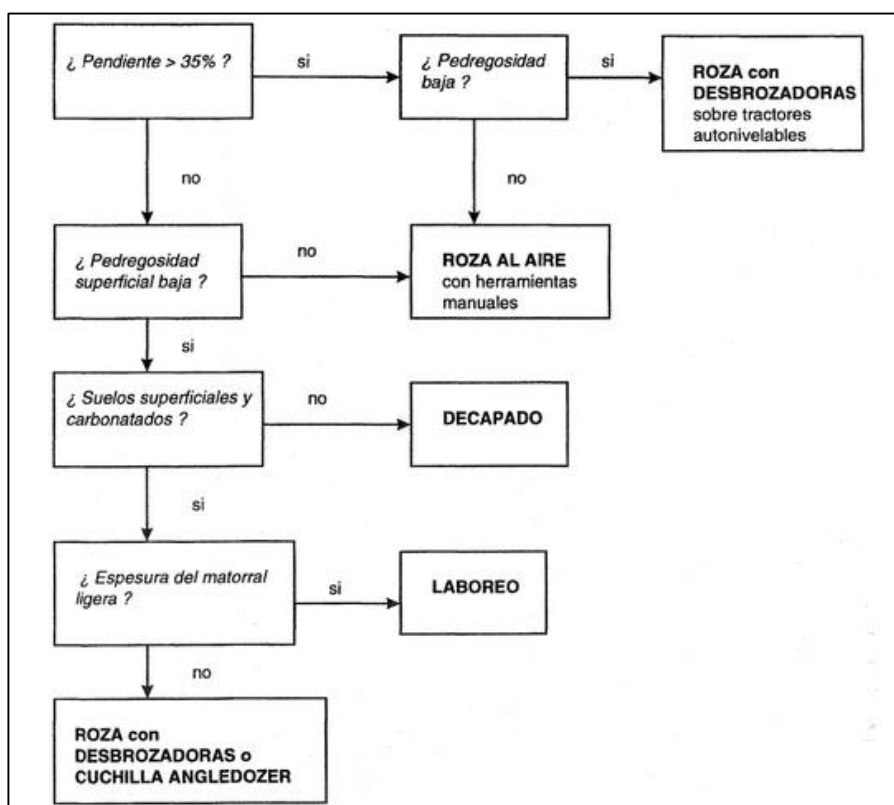 ¿ Pendiente > 35% ?
si
¿ Pedregosidad
baja ?
si
ROZA con
DESBROZADORAS
sobre tractores
autonivelables
no
no
¿ Pedregosidad
superficial baja ?
no
ROZA AL AIRE
con herramientas
manuales
si
¿ Suelos superficiales y
carbonatados ?
no
DECAPADO
si
¿ Espesura del matorral
ligera ?
si
LABOREO
no
ROZA con
DESBROZADORAS o
CUCHILLA ANGLEDOZER